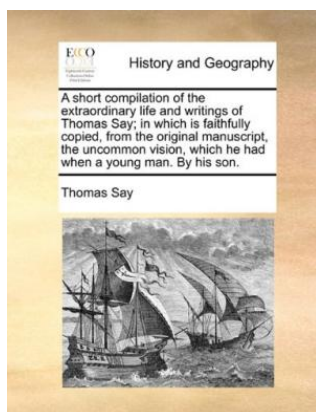 ECCO
History and Geography
A short compilation of the
extraordinary life and writings of
Thomas Say; in which is faithfully
copied, from the original manuscript,
the uncommon vision, which he had
when a young man. By his son.
Thomas Say